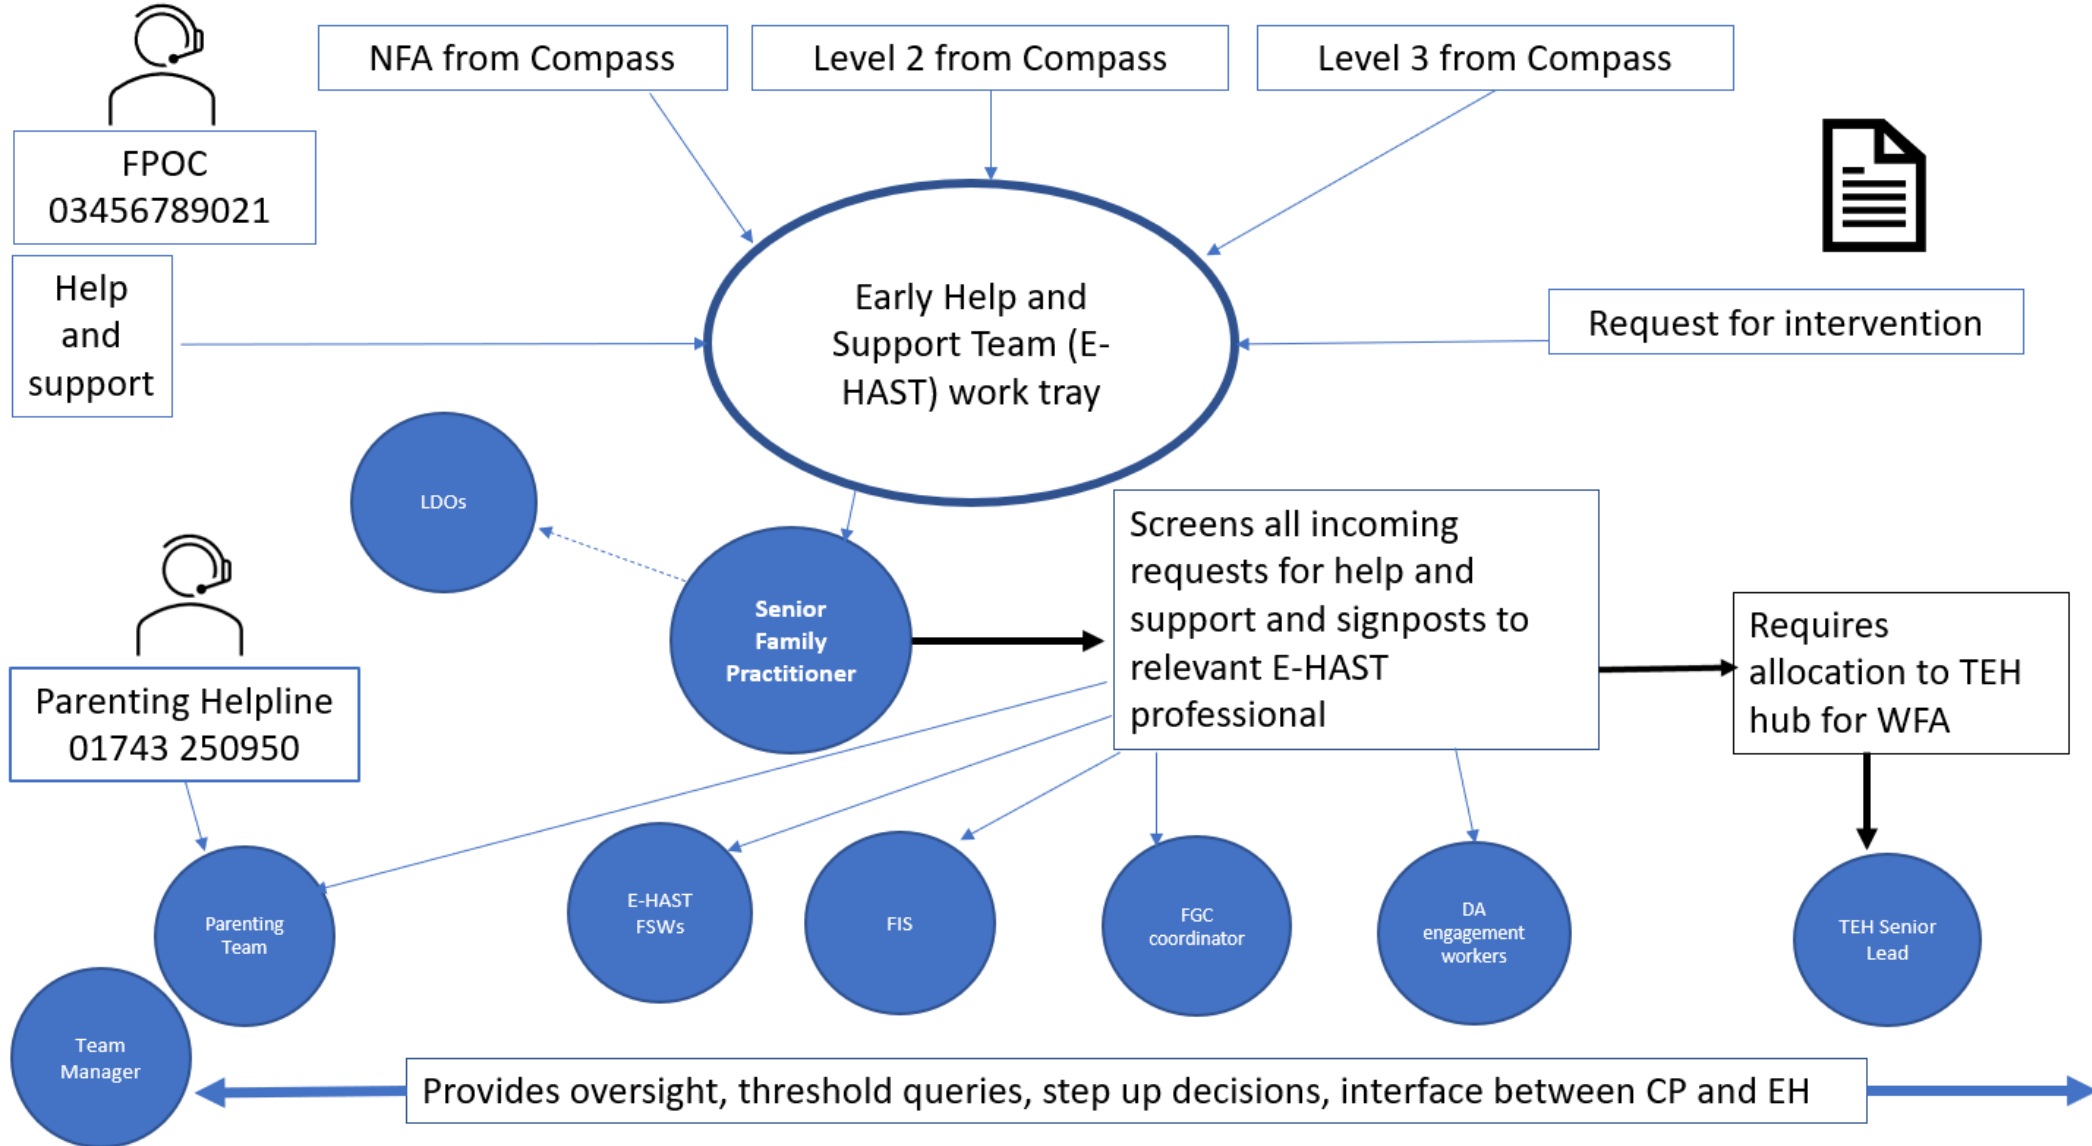 NFA from Compass
Level 2 from Compass
Level 3 from Compass
FPOC
03456789021
Help
and
support
Early Help and
Support Team (E-
HAST) work tray
Request for intervention
LDOs
Senior
Family
Practitioner
Screens all incoming
requests for help and
support and signposts to
relevant E-HAST
professional
Requires
allocation to TEH
hub for WFA
Parenting Helpline
01743 250950
Parenting
Team
E-HAST
FSWs
FIS
FGC
coordinator
DA
engagement
workers
TEH Senior
Lead
Team
Manager
Provides oversight, threshold queries, step up decisions, interface between CP and EH